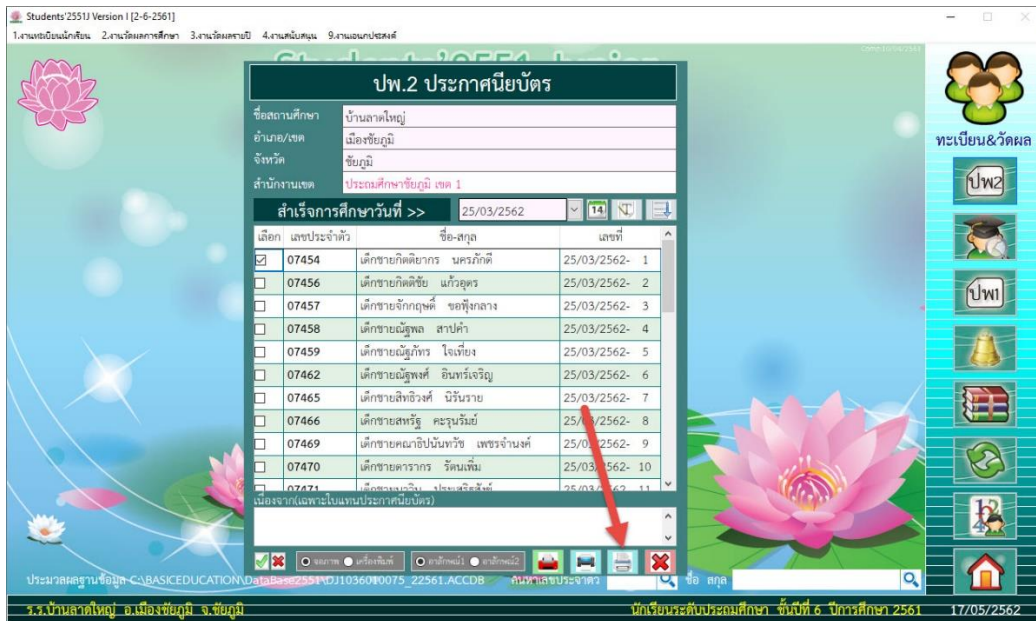 Students'2551J Version I [2-6-2561]
1.งานทะเบียนนักเรียน 2.งานวัดผลการศึกษา 3.งานวัดผลรายปี 4.งานสนับสนุน 9.งานเอนกประสงค์
ปพ.2 ประกาศนียบัตร
ชื่อสถานศึกษา บ้านลาดใหญ่
อำเภอ/เขต เมืองชัยภูมิ
จังหวัด ชัยภูมิ
สำนักงานเขต ประถมศึกษาชัยภูมิ เขต 1
สำเร็จการศึกษาวันที่ >> 25/03/2562 14
เลือก เลขประจำตัว ชื่อ-สกุล เลขที่
07454 เด็กชายกิตติยากร นครภักดี 25/03/2562- 1
07456 เด็กชายกิตติชัย แก้วอุดร 25/03/2562- 2
07457 เด็กชายจักกฤษดิ์ ขอฟุ้งกลาง 25/03/2562- 3
07458 เด็กชายณัฐพล สาปคำ 25/03/2562- 4
07459 เด็กชายณัฐภัทร ใจเที่ยง 25/03/2562- 5
07462 เด็กชายณัฐพงศ์ อินทร์เจริญ 25/03/2562- 6
07465 เด็กชายสิทธิวงศ์ นิรันราย 25/03/2562- 7
07466 เด็กชายสหรัฐ คะรุนรัมย์ 25/03/2562- 8
07469 เด็กชายคณาธิปนันทวัช เพชรจำนงค์ 25/03/2562- 9
07470 เด็กชายดารากร รัตนเพิ่ม 25/03/2562- 10
07471 25/03/2562- 11
เนื่องจาก(เฉพาะใบแทนประกาศนียบัตร)
จอภาพ เครื่องพิมพ์ อาลักษณ์1 อาลักษณ์2
ประมวลผลฐานข้อมูล C:\BASICEDUCATION\DataBase2551\DJ1036010075_22561.ACCDB ค้นหาเลขประจำตัว ชื่อ สกุล
ร.ร.บ้านลาดใหญ่ อ.เมืองชัยภูมิ จ.ชัยภูมิ นักเรียนระดับประถมศึกษา ชั้นปีที่ 6 ปีการศึกษา 2561 17/05/2562
ทะเบียน&วัดผล
ปพ2
ปพ1